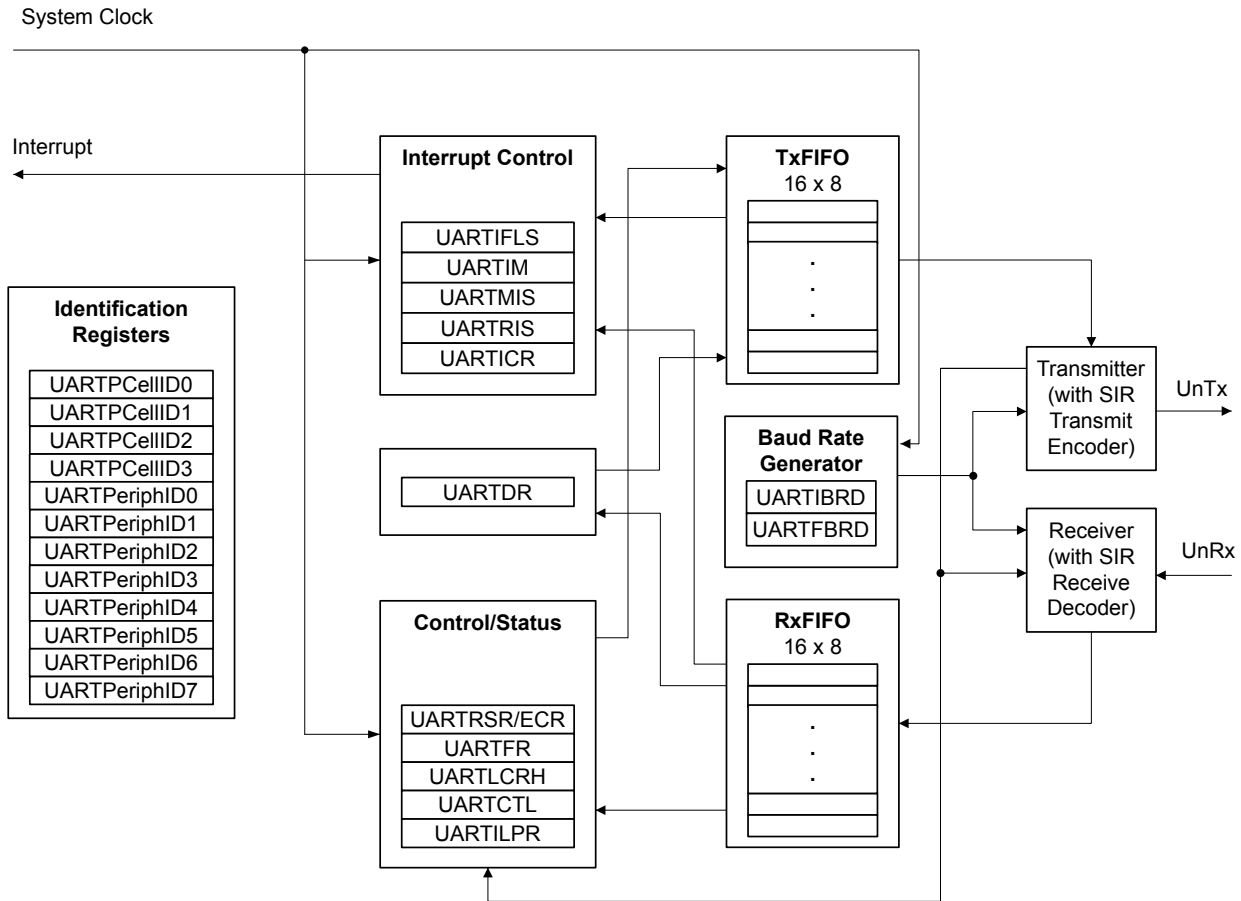 System Clock
Interrupt
Identification
Registers
UARTPCellID0
UARTPCellID1
UARTPCellID2
UARTPCellID3
UARTPeriphID0
UARTPeriphID1
UARTPeriphID2
UARTPeriphID3
UARTPeriphID4
UARTPeriphID5
UARTPeriphID6
UARTPeriphID7
Interrupt Control
UARTIFLS
UARTIM
UARTMIS
UARTRIS
UARTICR
UARTDR
Control/Status
UARTRSR/ECR
UARTFR
UARTLCRH
UARTCTL
UARTILPR
TxFIFO
16 x 8
.
.
.
Baud Rate
Generator
UARTIBRD
UARTFBRD
RxFIFO
16 x 8
.
.
.
Transmitter
(with SIR
Transmit
Encoder)
UnTx
Receiver
(with SIR
Receive
Decoder)
UnRx